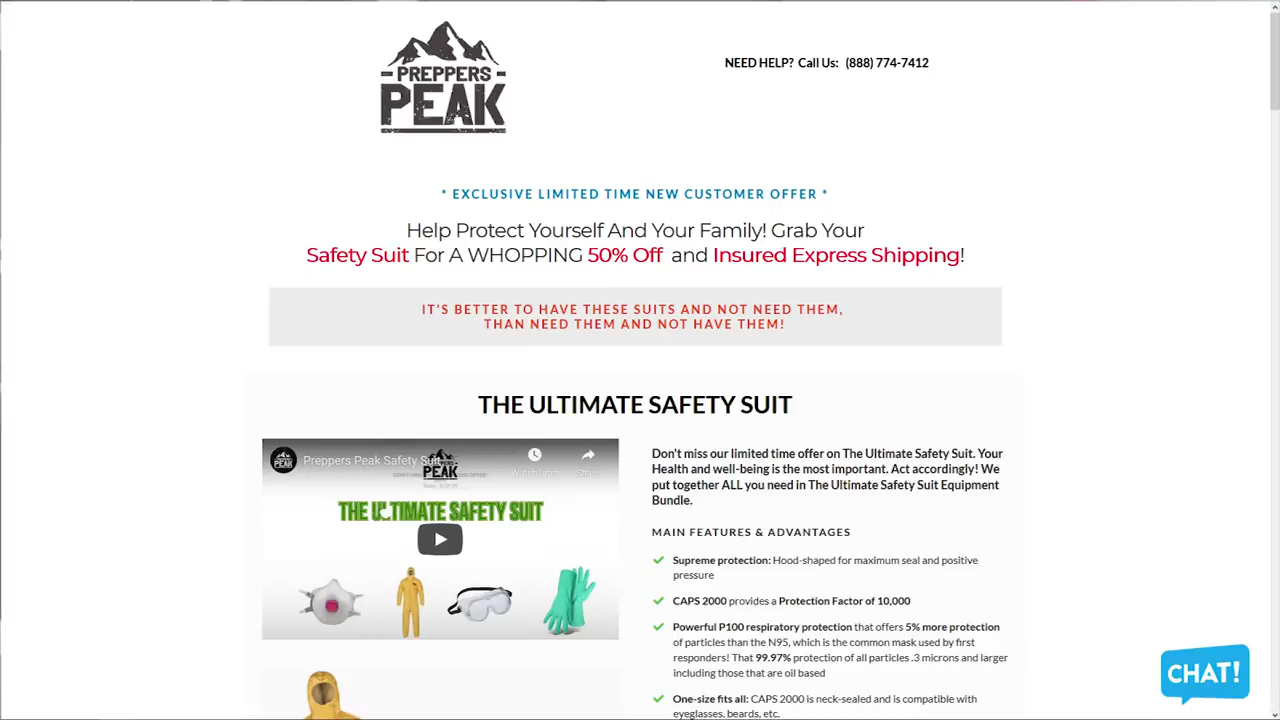 PREPPERS
PEAK
NEED HELP? Call Us: (888) 774-7412
* EXCLUSIVE LIMITED TIME NEW CUSTOMER OFFER *
Help Protect Yourself And Your Family! Grab Your
Safety Suit For A WHOPPING 50% Off and Insured Express Shipping!
IT'S BETTER TO HAVE THESE SUITS AND NOT NEED THEM,
THAN NEED THEM AND NOT HAVE THEM!
THE ULTIMATE SAFETY SUIT
PEAK
Preppers Peak Safety Suit
PEAK
Watch later
Share
THE ULTIMATE SAFETY SUIT
Don't miss our limited time offer on The Ultimate Safety Suit. Your
Health and well-being is the most important. Act accordingly! We
put together ALL you need in The Ultimate Safety Suit Equipment
Bundle.
MAIN FEATURES & ADVANTAGES
Supreme protection: Hood-shaped for maximum seal and positive
pressure
CAPS 2000 provides a Protection Factor of 10,000
Powerful P100 respiratory protection that offers 5% more protection
of particles than the N95, which is the common mask used by first
responders! That 99.97% protection of all particles .3 microns and larger
including those that are oil based
One-size fits all: CAPS 2000 is neck-sealed and is compatible with
eyeglasses, beards, etc.
CHAT!